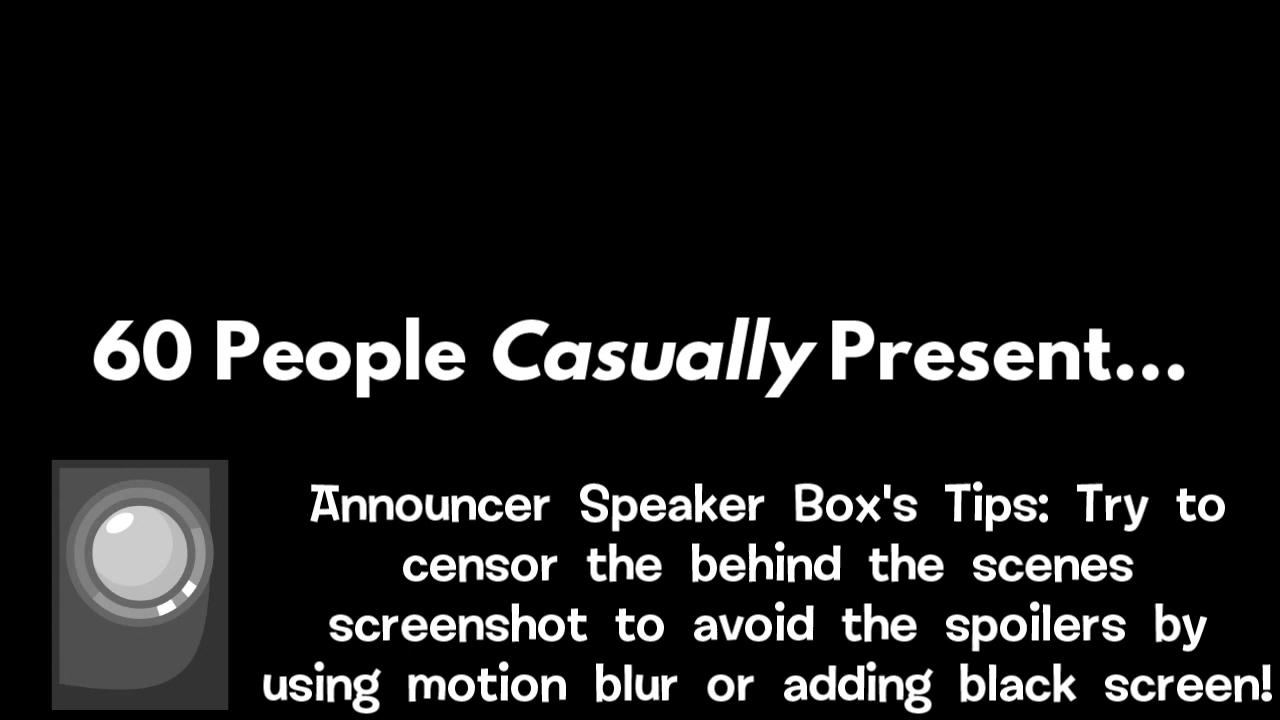 60 People Casually Present...
Announcer Speaker Box's Tips: Try to
censor the behind the scenes
screenshot to avoid the spoilers by
using motion blur or adding black screen!